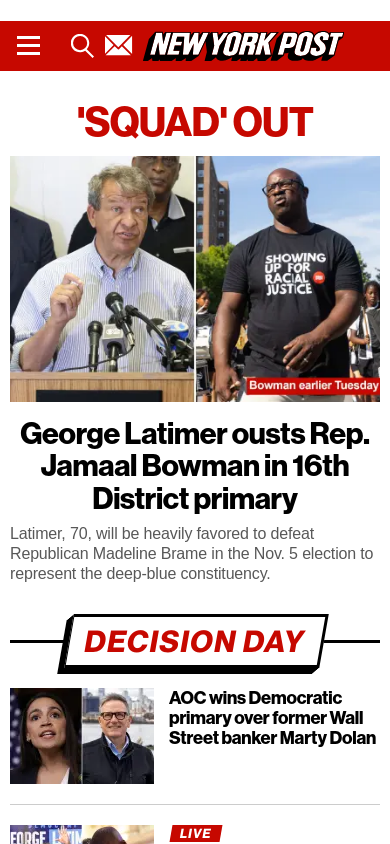 NEW YORK POST
'SQUAD' OUT
SHOWING
UP FOR
RACIAL
JUSTICE
Bowman earlier Tuesday
George Latimer ousts Rep.
Jamaal Bowman in 16th
District primary
Latimer, 70, will be heavily favored to defeat
Republican Madeline Brame in the Nov. 5 election to
represent the deep-blue constituency.
DECISION DAY
AOC wins Democratic
primary over former Wall
Street banker Marty Dolan
LIVE